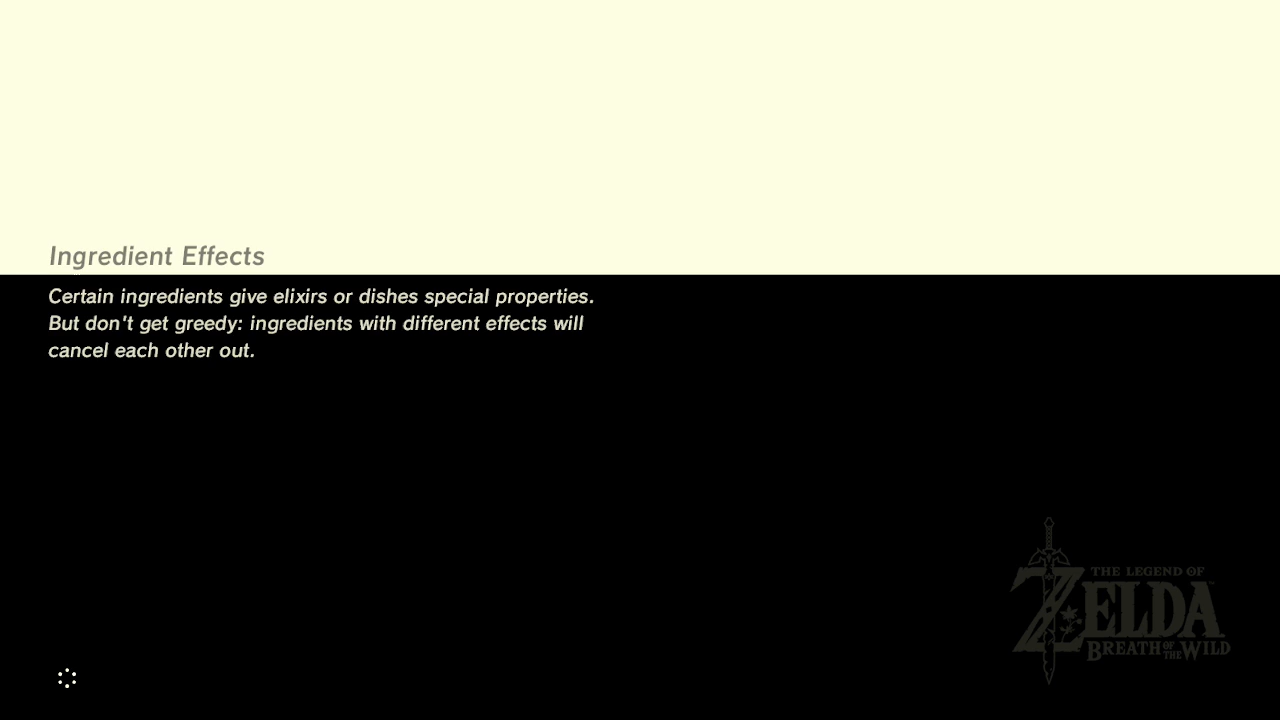 Ingredient Effects
Certain ingredients give elixirs or dishes special properties.
But don't get greedy: ingredients with different effects will
cancel each other out.
THE LEGEND OF
ZELDA
BREATH OF THE WILD